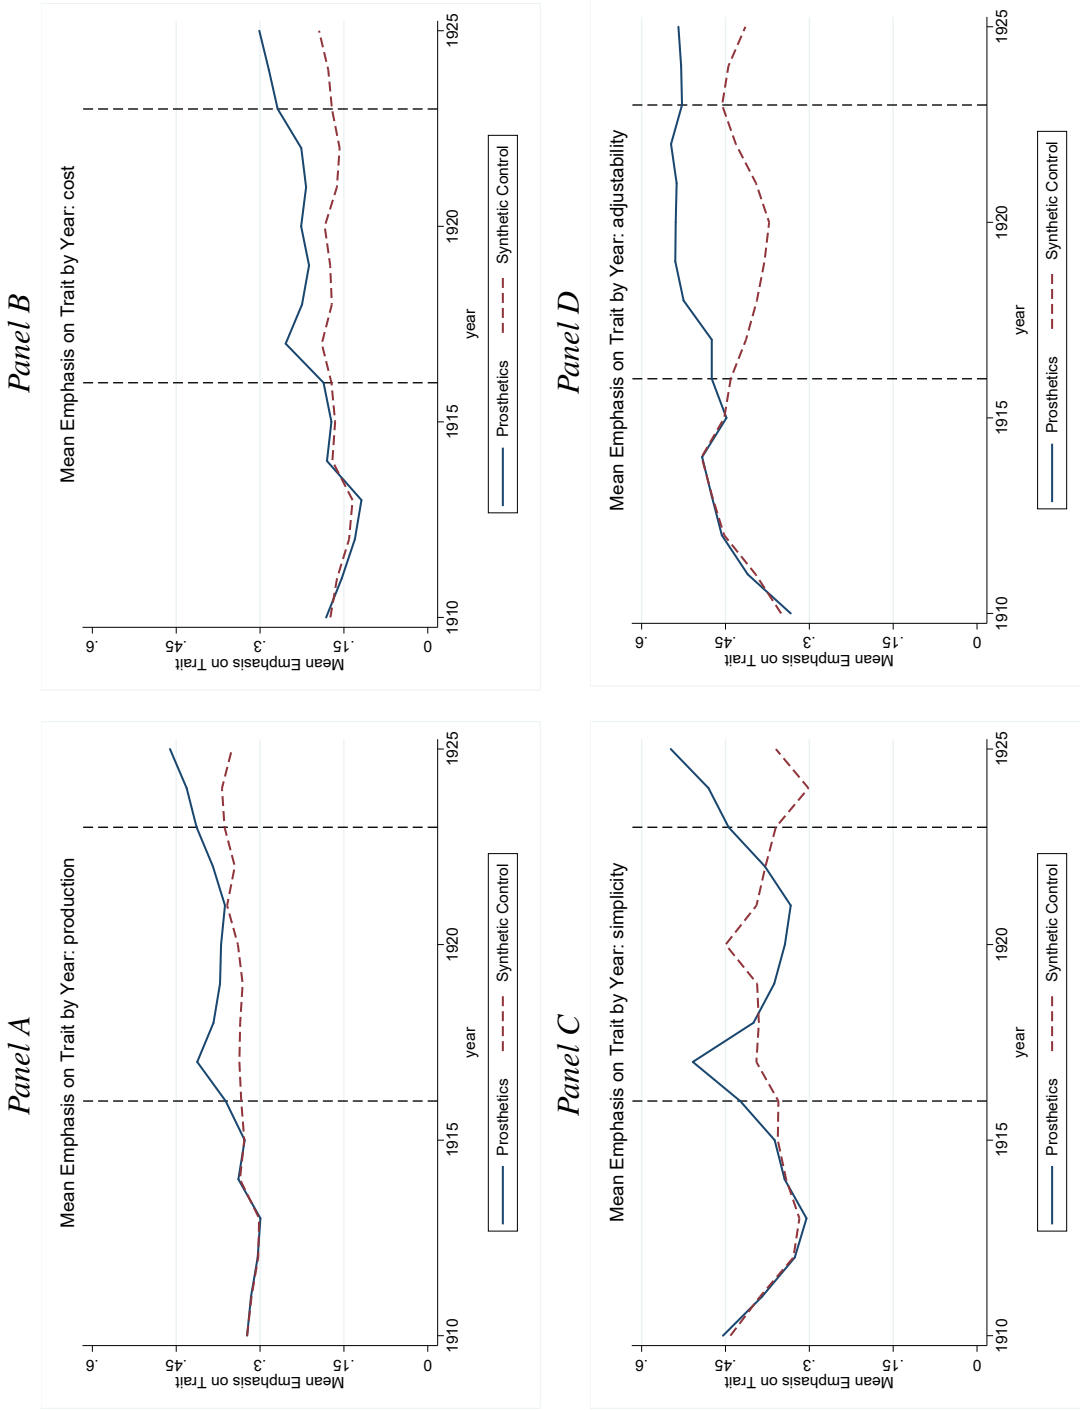 Panel A
Mean Emphasis on Trait by Year: production
Mean Emphasis on Trait
.6
.45
.3
.15
0
1910
1915
1920
1925
year
Prosthetics
Synthetic Control
Panel B
Mean Emphasis on Trait by Year: cost
Mean Emphasis on Trait
.6
.45
.3
.15
0
1910
1915
1920
1925
year
Prosthetics
Synthetic Control
Panel C
Mean Emphasis on Trait by Year: simplicity
Mean Emphasis on Trait
.6
.45
.3
.15
0
1910
1915
1920
1925
year
Prosthetics
Synthetic Control
Panel D
Mean Emphasis on Trait by Year: adjustability
Mean Emphasis on Trait
.6
.45
.3
.15
0
1910
1915
1920
1925
year
Prosthetics
Synthetic Control